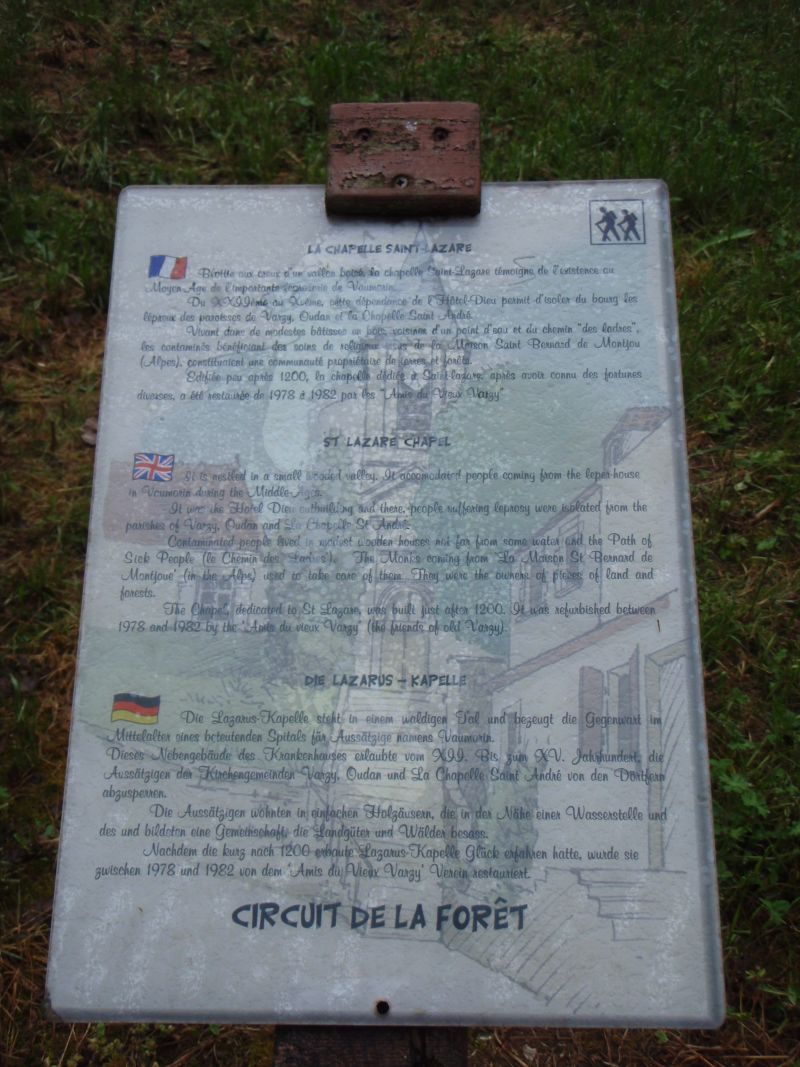 LA CHAPELLE SAINT-LAZARE
Blottie aux creux d'un vallon boisé, la chapelle Saint-Lazare témoigne de l'existence au
Moyen-Age de l'importante léproserie de Vaumorin.
Du XXIIème au Xvème, cette dépendance de l'Hôtel-Dieu permit d'isoler du bourg les
lépreux des paroisses de Varzy, Oudan et la Chapelle Saint André.
Vivant dans de modestes bâtisses en bois voisines d'un point d'eau et du chemin "des ladres",
les contaminés bénéficiant des soins de religieux de la Maison Saint Bernard de Montjou
(Alpes), constituaient une communauté propriétaire de terres et forêts.
Edifiée peu après 1200, la chapelle dédiée à Saint-lazare, après avoir connu des fortunes
diverses, a été restaurée de 1978 à 1982 par les "Amis du Vieux Varzy"
ST LAZARE CHAPEL
It is nestled in a small wooded valley. It accomodated people coming from the leper-house
in Vaumorin during the Middle-Ages.
It was the Hotel Dieu outbuilding and there, people suffering leprosy were isolated from the
parishes of Varzy, Oudan and La Chapelle St André.
Contaminated people lived in modest wooden houses not far from some water and the Path of
Sick People (le Chemin des "Ladres"). The Monks coming from 'La Maison St Bernard de
Montjoue' (in the Alps) used to take care of them. They were the owners of pieces of land and
forests.
The Chapel, dedicated to St Lazare, was built just after 1200. It was refurbished between
1978 and 1982 by the 'Amis du vieux Varzy' (the friends of old Varzy).
DIE LAZARUS – KAPELLE
Die Lazarus-Kapelle steht in einem waldigen Tal und bezeugt die Gegenwart im
Mittelalter eines beteutenden Spitals für Aussätzige namens Vaumorin.
Dieses Nebengebäude des Krankenhauses erlaubte vom XII. Bis zum XV. Jahrhundert, die
Aussätzigen der Kirchengemeinden Varzy, Oudan und La Chapelle Saint André von den Dörtfern
abzusperren.
Die Aussätzigen wohnten in einfachen Holzäusern, die in der Nähe einer Wasserstelle und
des und bildeten eine Gemeinschaft, die Landgüter und Wälder besass.
Nachdem die kurz nach 1200 erbaute Lazarus-Kapelle Glück erfahren hatte, wurde sie
zwischen 1978 und 1982 von dem 'Amis du Vieux Varzy' Verein restauriert.
CIRCUIT DE LA FORÊT